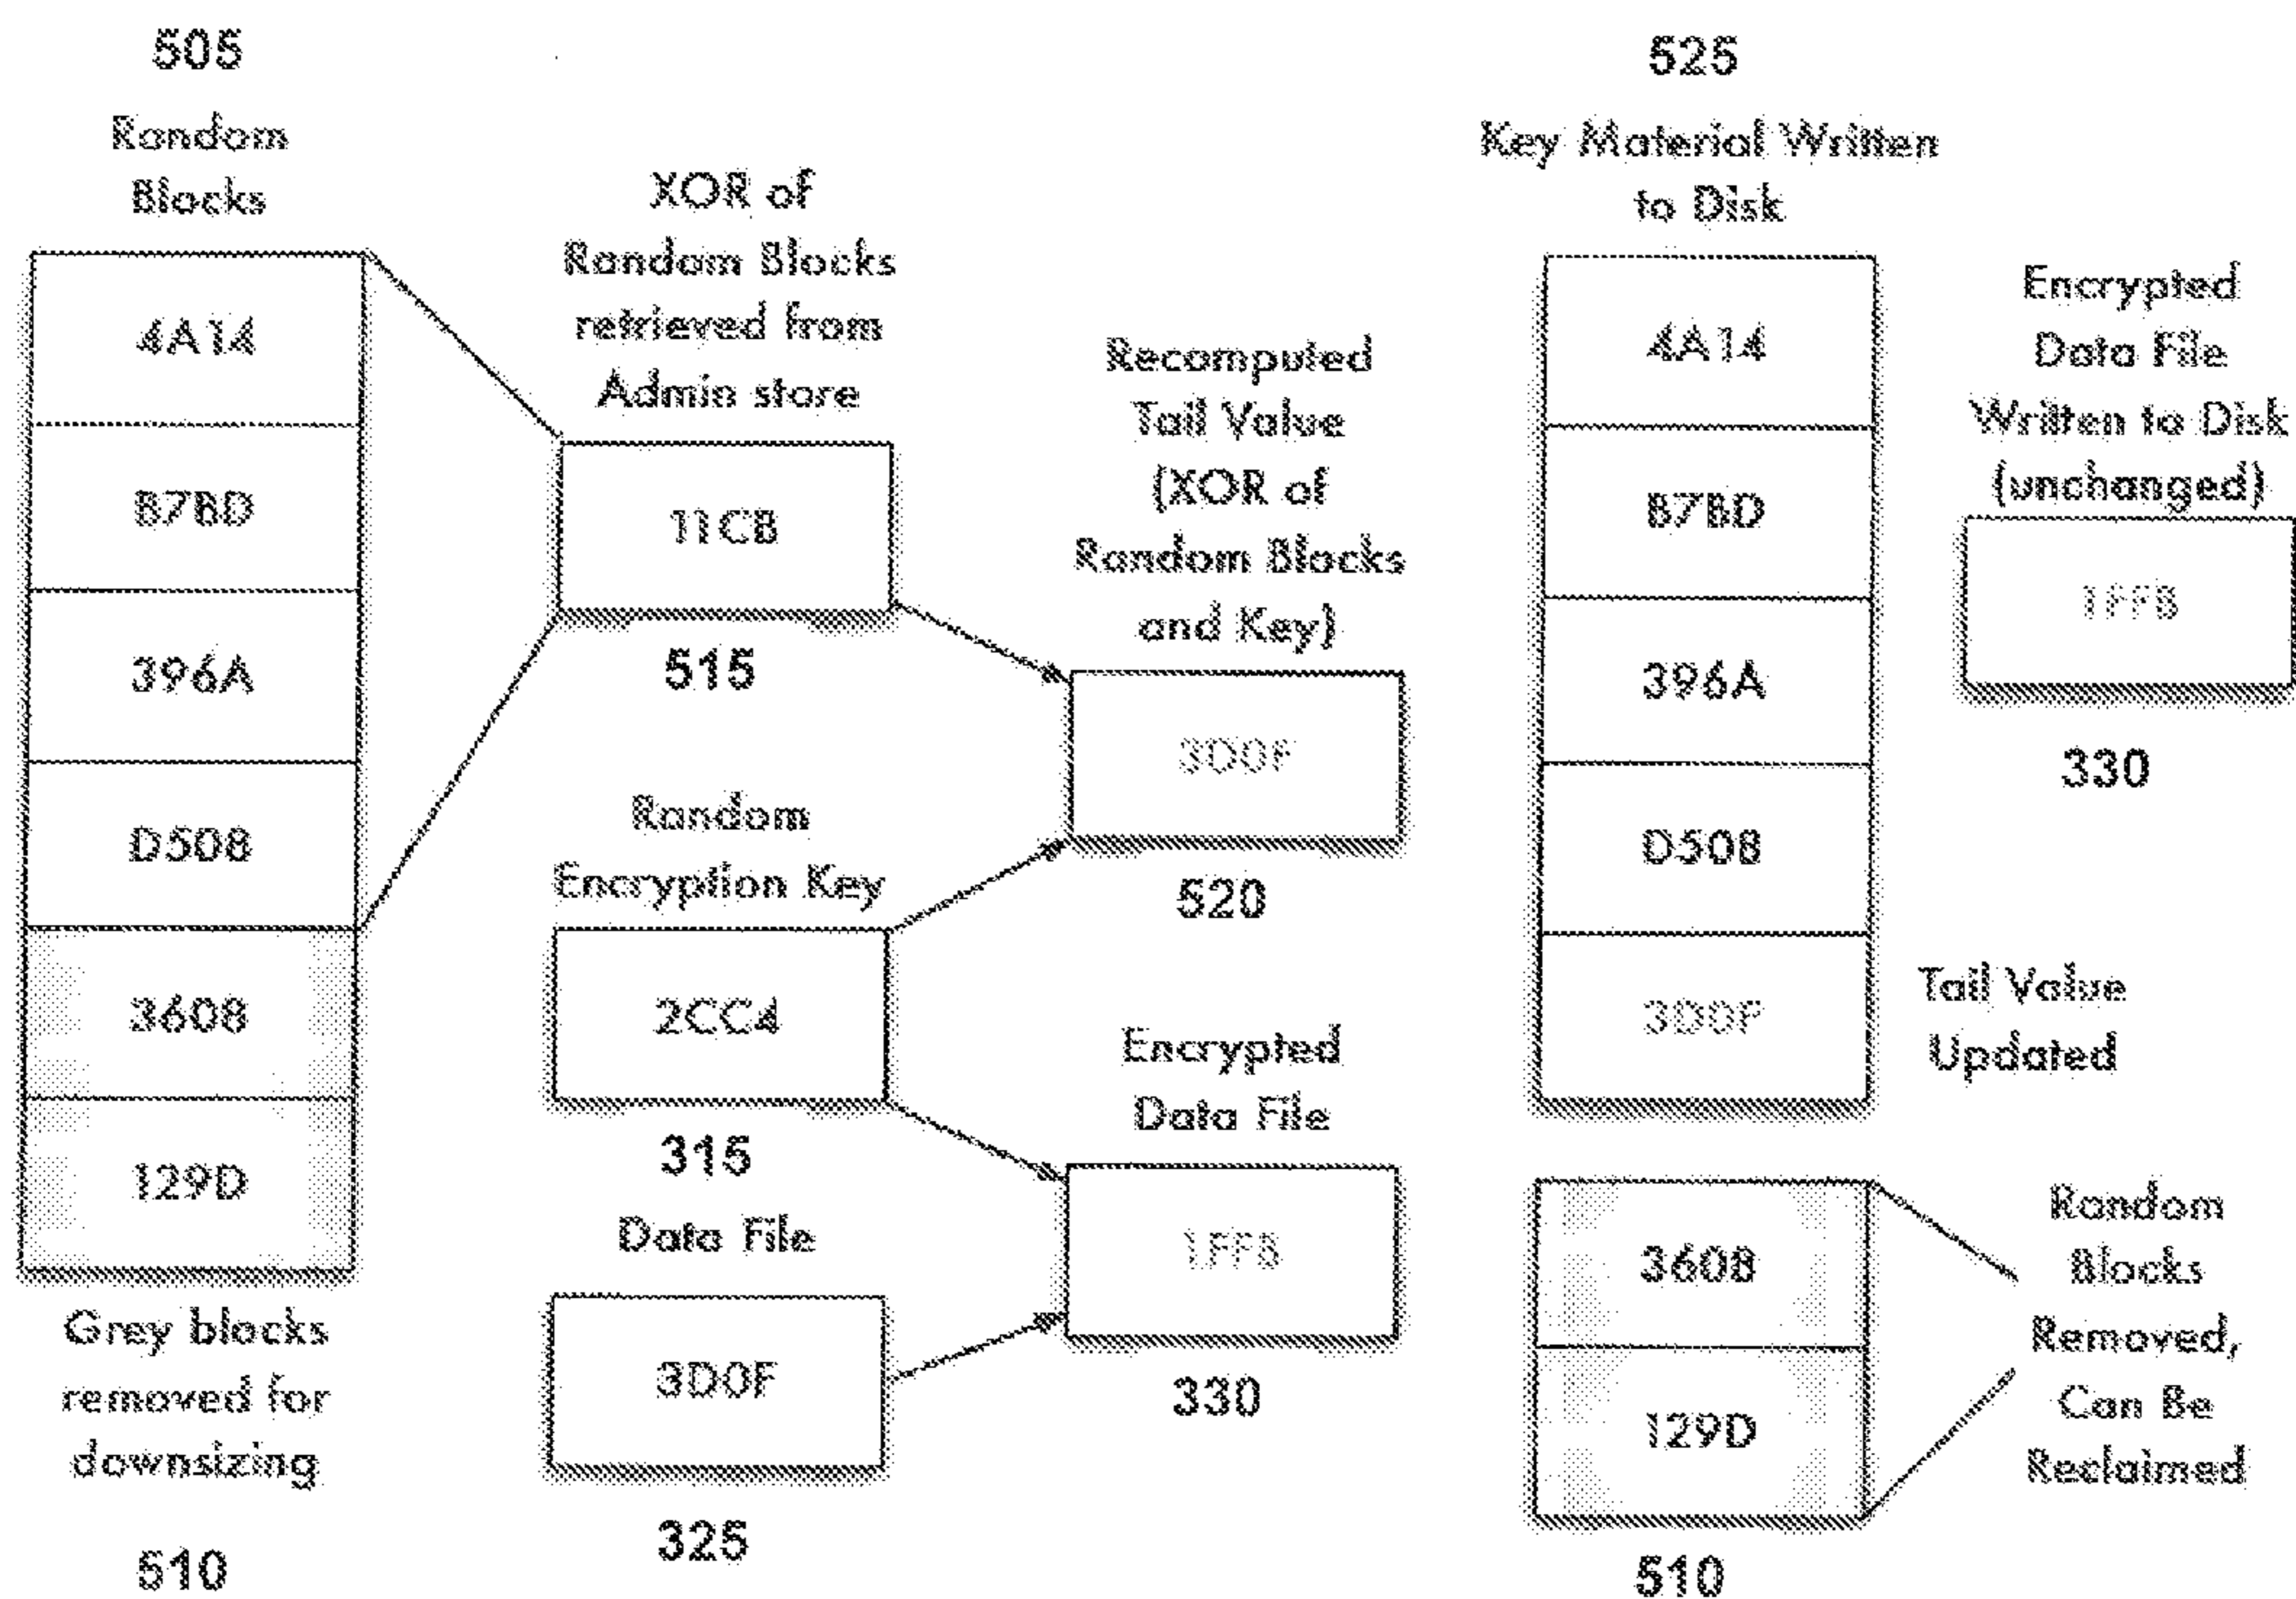 505
Random
Blocks
4A14
B7BD
396A
D508
3608
129D
Grey blocks
removed for
downsizing
510
XOR of
Random Blocks
retrieved from
Admin store
11CB
515
Random
Encryption Key
2CC4
315
Data File
3D0F
325
Recomputed
Tail Value
(XOR of
Random Blocks
and Key)
3D0F
520
Encrypted
Data File
1FFB
330
525
Key Material Written
to Disk
4A14
B7BD
396A
D508
3D0F
Tail Value
Updated
3608
129D
510
Encrypted
Data File
Written to Disk
(unchanged)
1FFB
330
Random
Blocks
Removed,
Can Be
Reclaimed